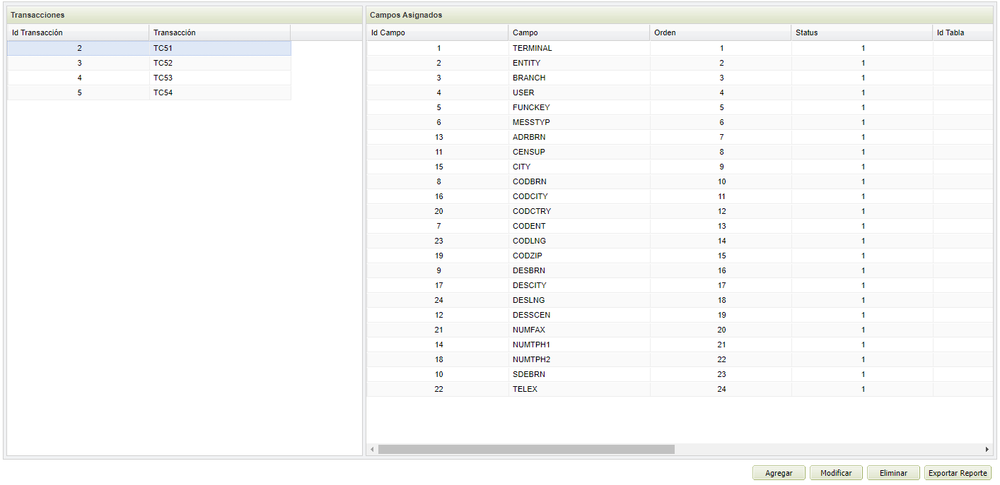 Transacciones
Id Transacción Transacción
2 TC51
3 TC52
4 TC53
5 TC54
Campos Asignados
Id Campo Campo Orden Status Id Tabla
1 TERMINAL 1 1
2 ENTITY 2 1
3 BRANCH 3 1
4 USER 4 1
5 FUNCKEY 5 1
6 MESSTYP 6 1
13 ADRBRN 7 1
11 CENSUP 8 1
15 CITY 9 1
8 CODBRN 10 1
16 CODCITY 11 1
20 CODCTRY 12 1
7 CODENT 13 1
23 CODLNG 14 1
19 CODZIP 15 1
9 DESBRN 16 1
17 DESCITY 17 1
24 DESLNG 18 1
12 DESSCEN 19 1
21 NUMFAX 20 1
14 NUMTPH1 21 1
18 NUMTPH2 22 1
10 SDEBRN 23 1
22 TELEX 24 1
Agregar Modificar Eliminar Exportar Reporte